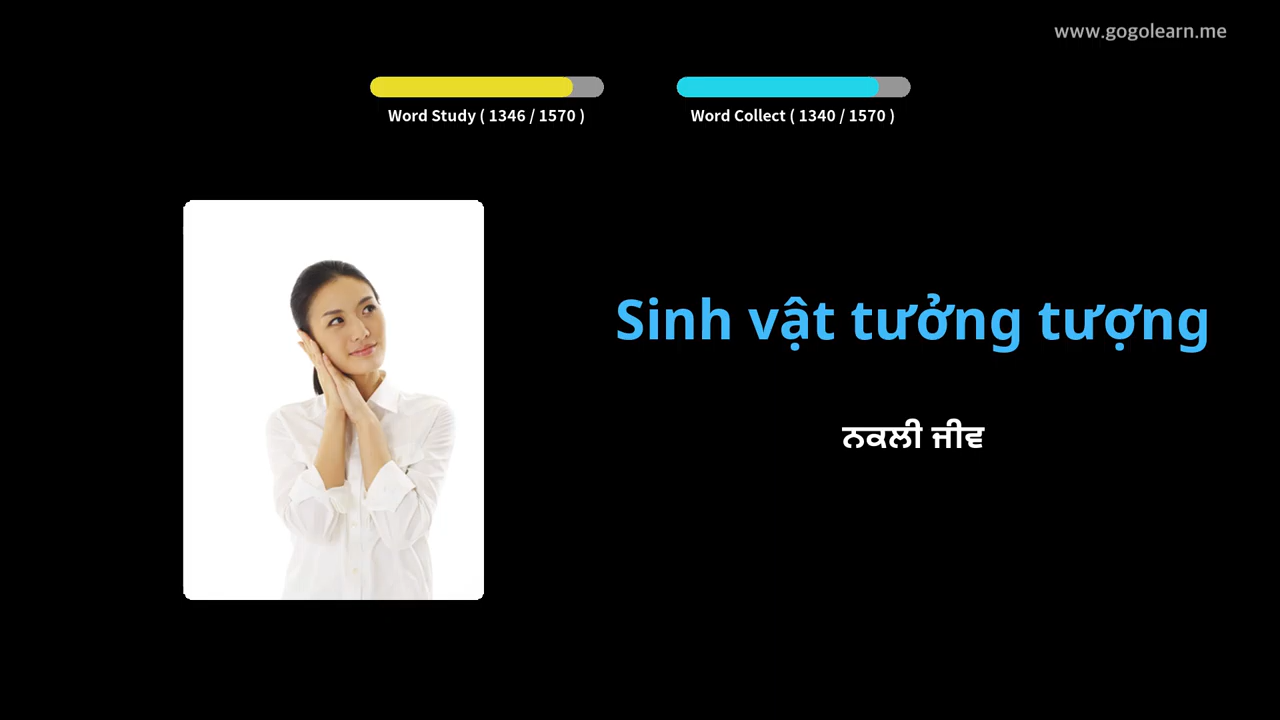 www.gogolearn.me
Word Study ( 1346 / 1570 )
Word Collect ( 1340 / 1570 )
Sinh vật tưởng tượng
ਨਕਲੀ ਜੀਵ